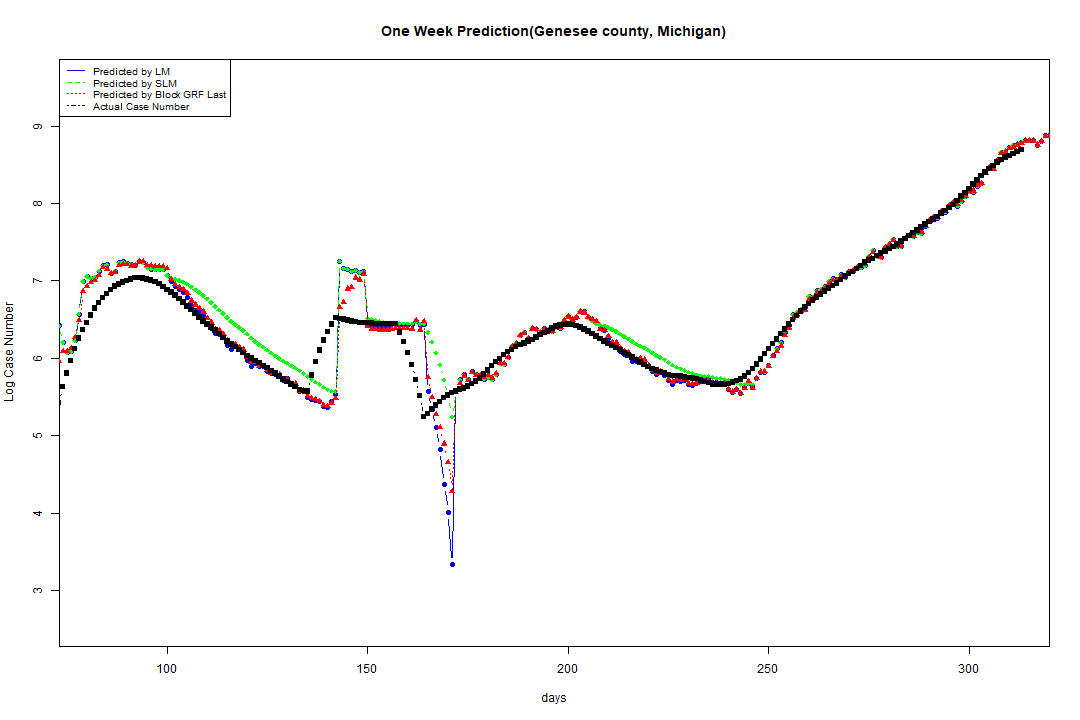 One Week Prediction(Genesee county, Michigan)
Predicted by LM
Predicted by SLM
Predicted by Block GRF Last
Actual Case Number
9
8
7
6
5
4
3
Log Case Number
100 150 200 250 300
days